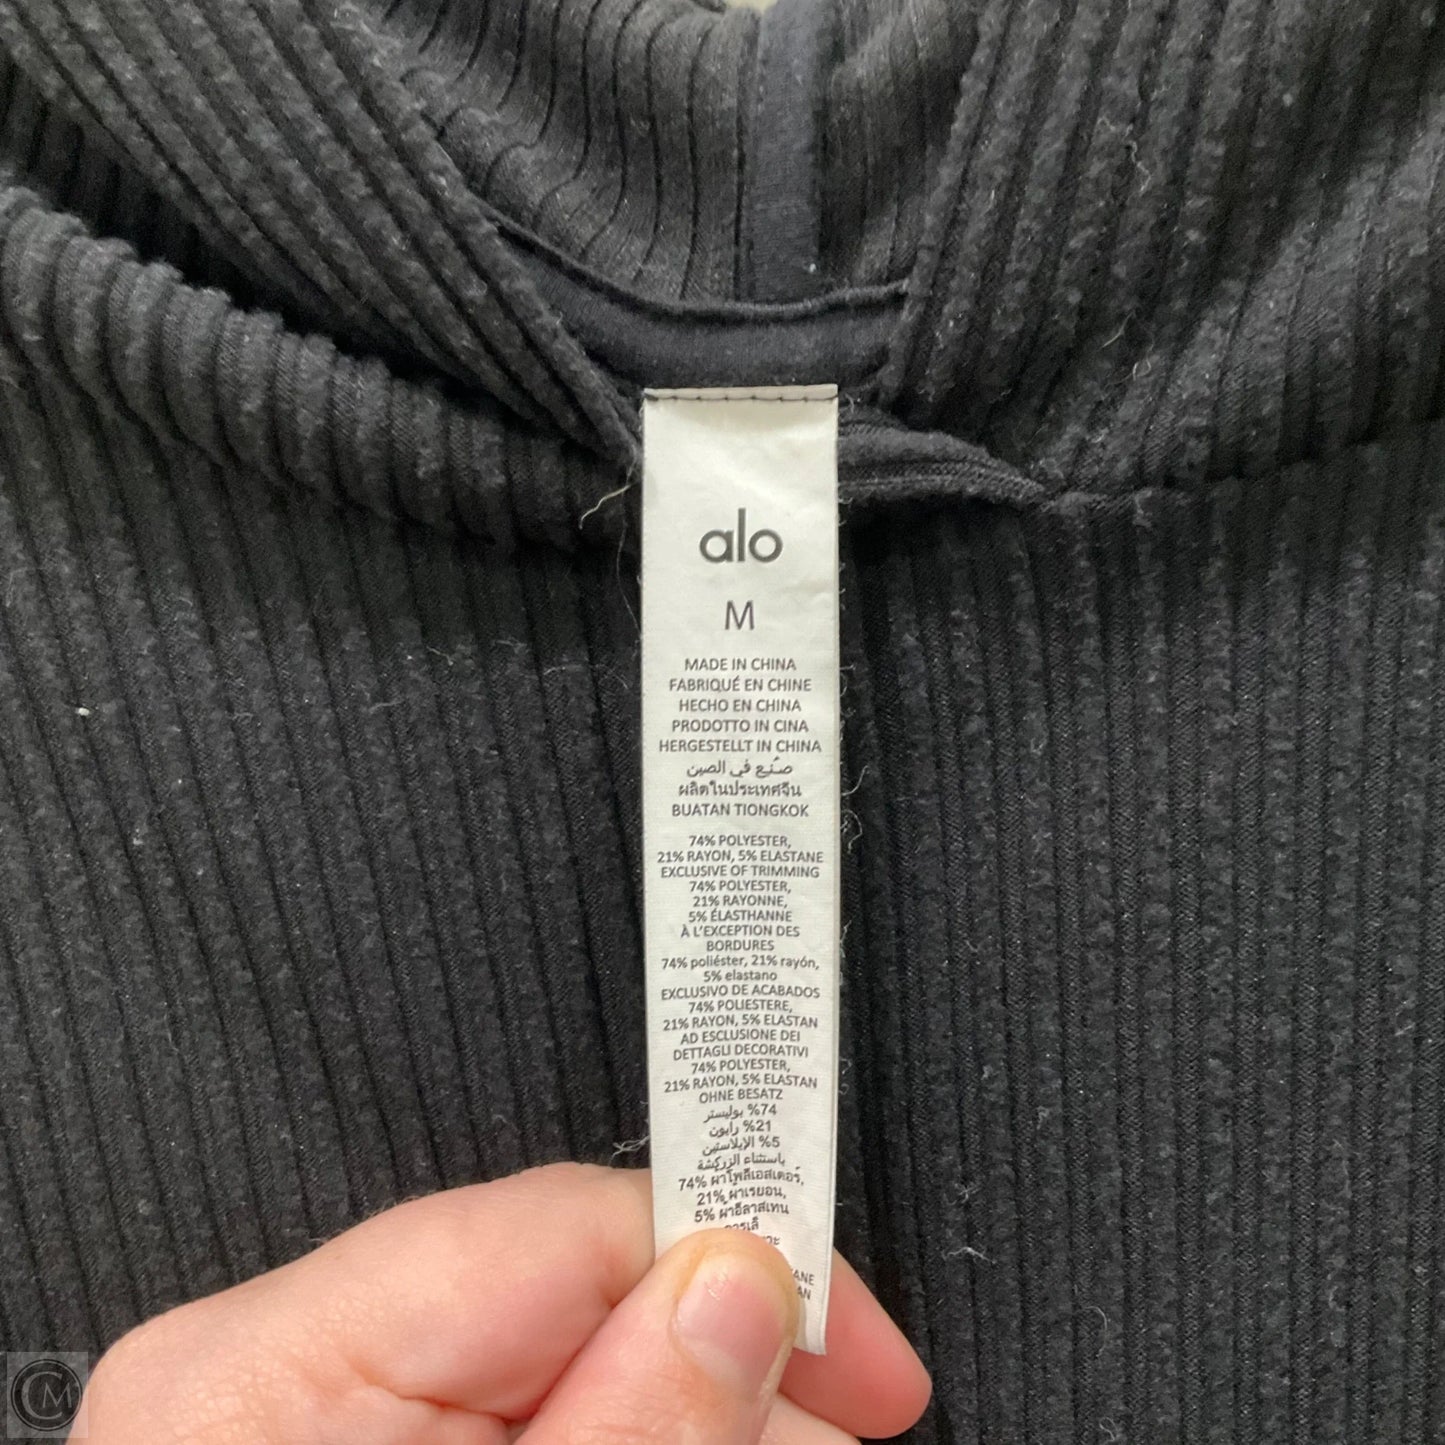 alo
M
MADE IN CHINA
FABRIQUÉ EN CHINE
HECHO EN CHINA
PRODOTTO IN CINA
HERGESTELLT IN CHINA
صُنِع في الصين
ผลิตในประเทศจีน
BUATAN TIONGKOK
74% POLYESTER,
21% RAYON, 5% ELASTANE
EXCLUSIVE OF TRIMMING
74% POLYESTER,
21% RAYONNE,
5% ÉLASTHANNE
À L'EXCEPTION DES
BORDURES
74% poliéster, 21% rayón,
5% elastano
EXCLUSIVO DE ACABADOS
74% POLIESTERE,
21% RAYON, 5% ELASTAN
AD ESCLUSIONE DEI
DETTAGLI DECORATIVI
74% POLYESTER,
21% RAYON, 5% ELASTAN
OHNE BESATZ
74% بوليستر
21% رايون
5% الإيلاستين
باستثناء الزركشة
74% ผ้าโพลีเอสเตอร์,
21% ผ้าเรยอน,
5% ผ้าอีลาสเทน
CM